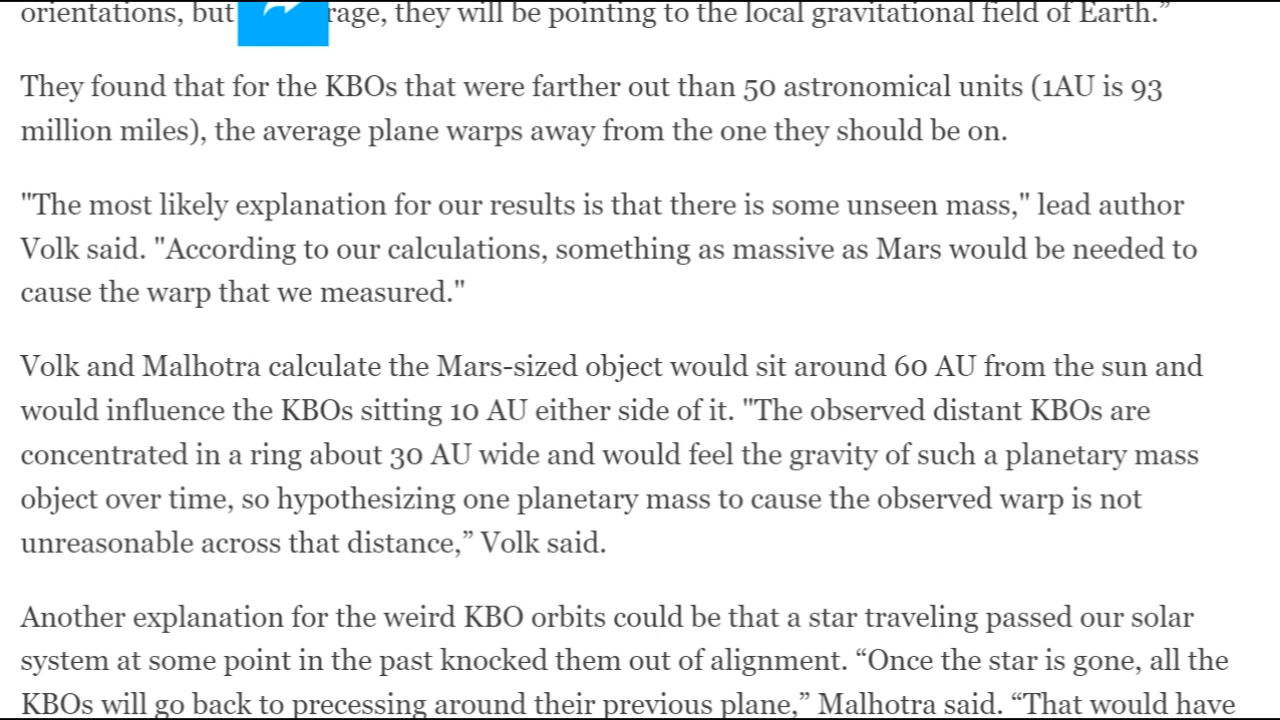 orientations, but rage, they will be pointing to the local gravitational field of Earth.”
They found that for the KBOs that were farther out than 50 astronomical units (1AU is 93
million miles), the average plane warps away from the one they should be on.
"The most likely explanation for our results is that there is some unseen mass," lead author
Volk said. "According to our calculations, something as massive as Mars would be needed to
cause the warp that we measured."
Volk and Malhotra calculate the Mars-sized object would sit around 60 AU from the sun and
would influence the KBOs sitting 10 AU either side of it. "The observed distant KBOs are
concentrated in a ring about 30 AU wide and would feel the gravity of such a planetary mass
object over time, so hypothesizing one planetary mass to cause the observed warp is not
unreasonable across that distance,” Volk said.
Another explanation for the weird KBO orbits could be that a star traveling passed our solar
system at some point in the past knocked them out of alignment. “Once the star is gone, all the
KBOs will go back to precessing around their previous plane,” Malhotra said. “That would have